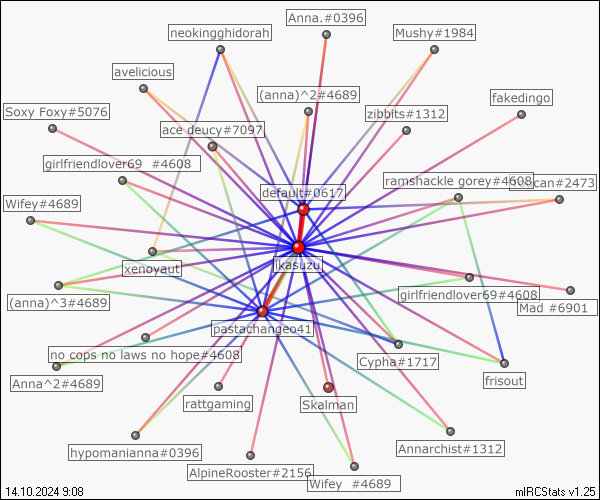 Anna.#0396
neokingghidorah
Mushy#1984
avelicious
(anna)^2#4689
fakedingo
Soxy Foxy#5076
zibbits#1312
ace deucy#7097
girlfriendlover69 #4608
ramshackle gorey#4608
can#2473
default#0617
Wifey#4689
ikasuzu
xenoyaut
(anna)^3#4689
girlfriendlover69#4608
Mad #6901
pastachangeo41
no cops no laws no hope#4608
Cypha#1717
Anna^2#4689
frisout
rattgaming
Skalman
hypomanianna#0396
Annarchist#1312
AlpineRooster#2156
Wifey #4689
14.10.2024 9:08
mIRCStats v1.25